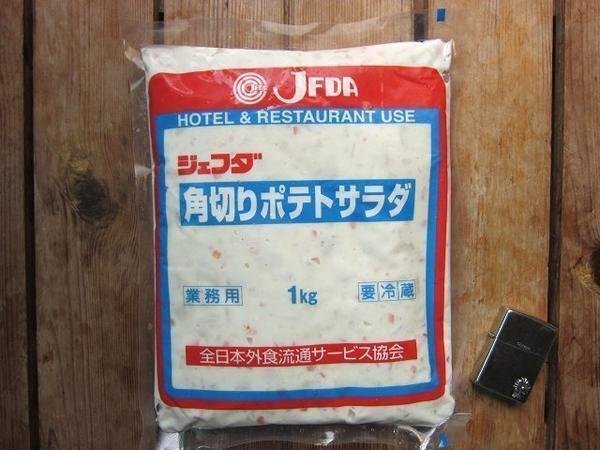 JFDA
HOTEL & RESTAURANT USE
ジェフダ
角切りポテトサラダ
業務用 1kg 要冷蔵
全日本外食流通サービス協会